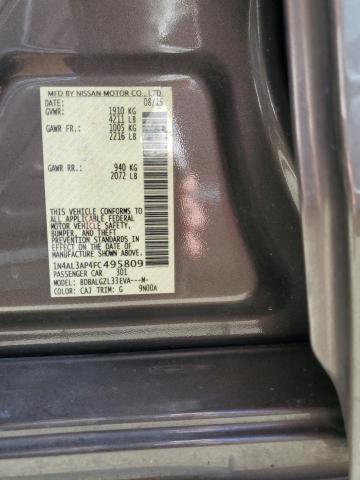 MFD BY NISSAN MOTOR CO., LTD.
08/15
GVWR: 1910 KG
4211 LB
GAWR FR: 1005 KG
2216 LB
GAWR RR: 940 KG
2072 LB
THIS VEHICLE CONFORMS TO
ALL APPLICABLE FEDERAL
MOTOR VEHICLE SAFETY,
BUMPER, AND THEFT
PREVENTION STANDARDS IN
EFFECT ON THE DATE OF
MANUFACTURE SHOWN ABOVE.
1N4AL3AP4FC495809
PASSENGER CAR 301
MODEL: BDBALGZL33EVA---M-
COLOR: CAJ TRIM: G 9N00A